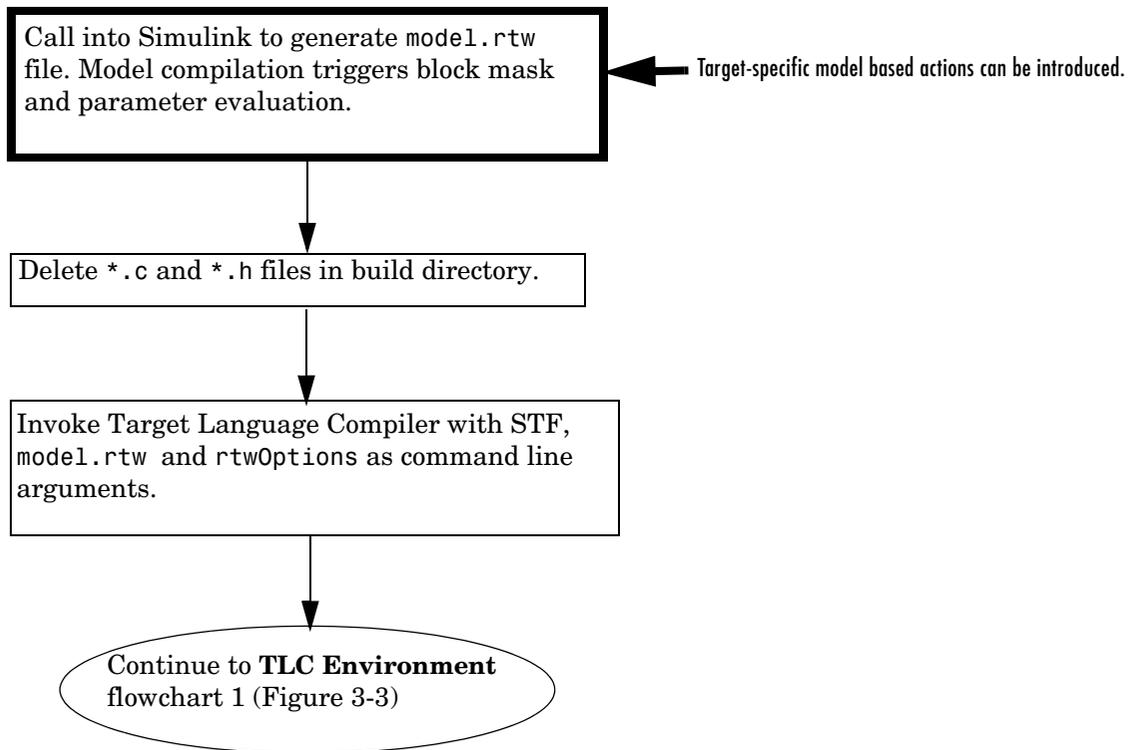 Call into Simulink to generate model.rtw
file. Model compilation triggers block mask
and parameter evaluation.
Target-specific model based actions can be introduced.
Delete *.c and *.h files in build directory.
Invoke Target Language Compiler with STF,
model.rtw and rtwOptions as command line
arguments.
Continue to TLC Environment
flowchart 1 (Figure 3-3)